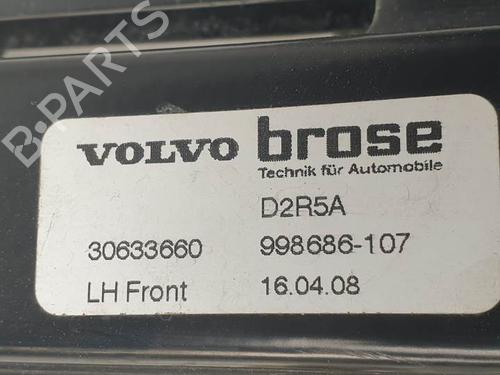 B-PARTS
VOLVO brose
Technik für Automobile
D2R5A
30633660 998686-107
LH Front 16.04.08